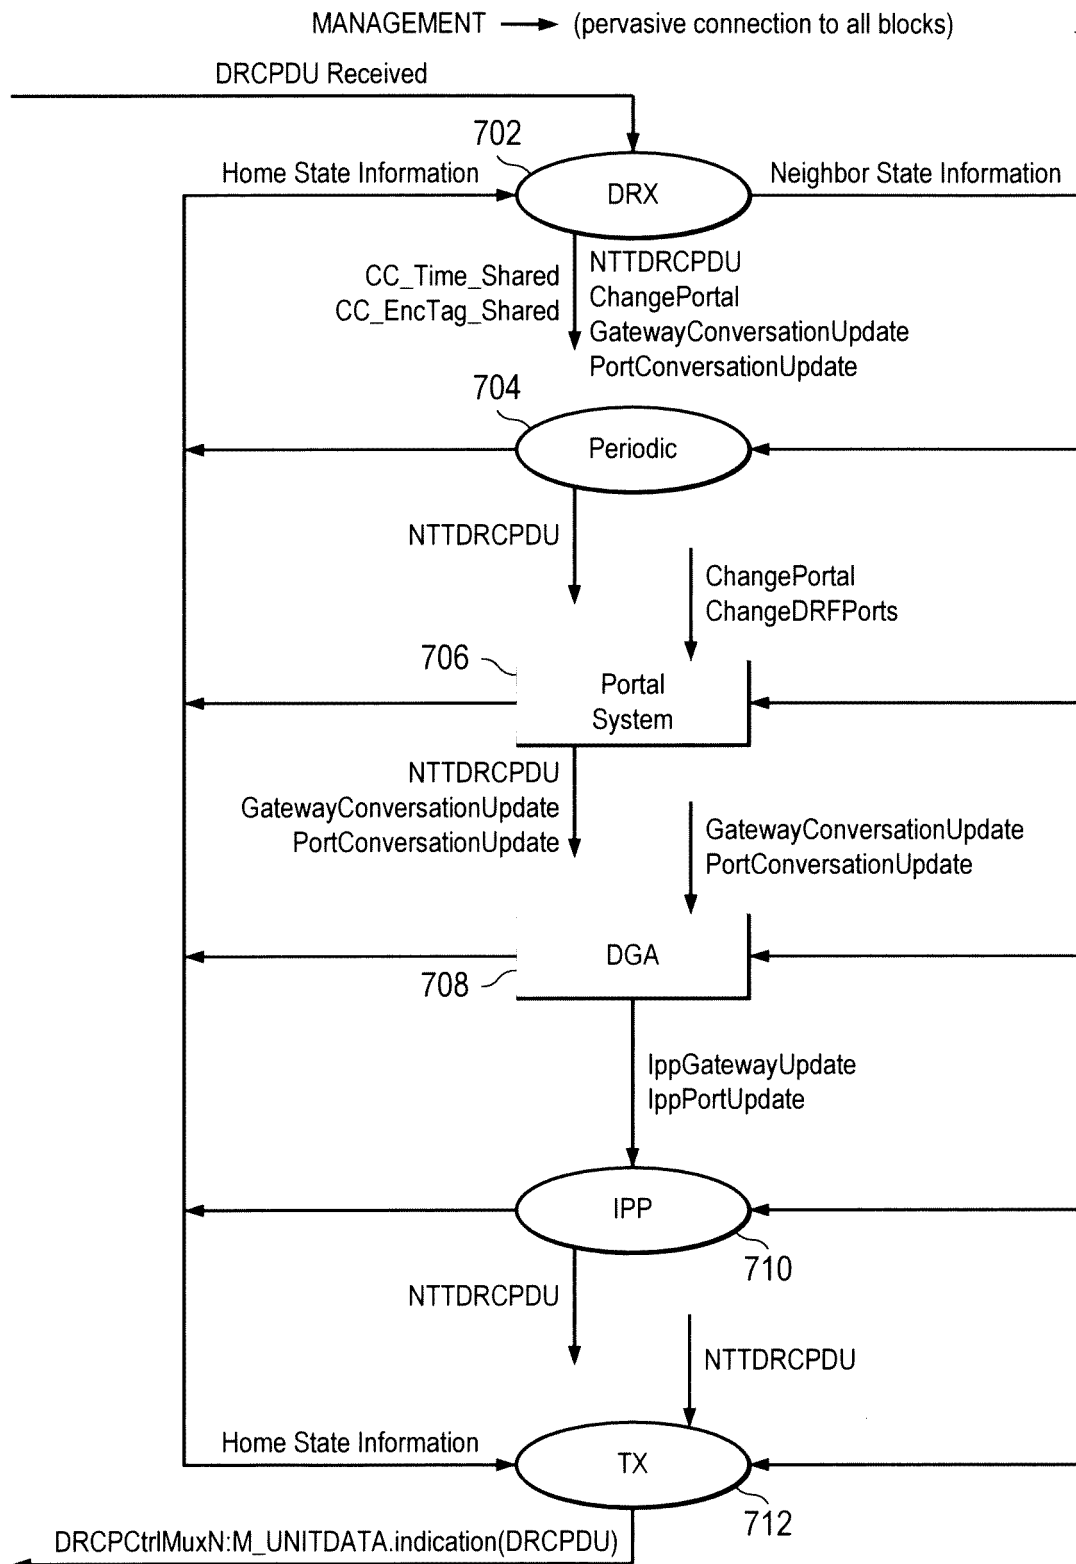 MANAGEMENT (pervasive connection to all blocks)
DRCPDU Received
702
Home State Information
DRX
Neighbor State Information
CC_Time_Shared
CC_EncTag_Shared
NTTDRCPDU
ChangePortal
GatewayConversationUpdate
PortConversationUpdate
704
Periodic
NTTDRCPDU
ChangePortal
ChangeDRFPorts
706
Portal
System
NTTDRCPDU
GatewayConversationUpdate
PortConversationUpdate
GatewayConversationUpdate
PortConversationUpdate
DGA
708
IppGatewayUpdate
IppPortUpdate
IPP
710
NTTDRCPDU
NTTDRCPDU
Home State Information
TX
712
DRCPCtrlMuxN:M_UNITDATA.indication(DRCPDU)